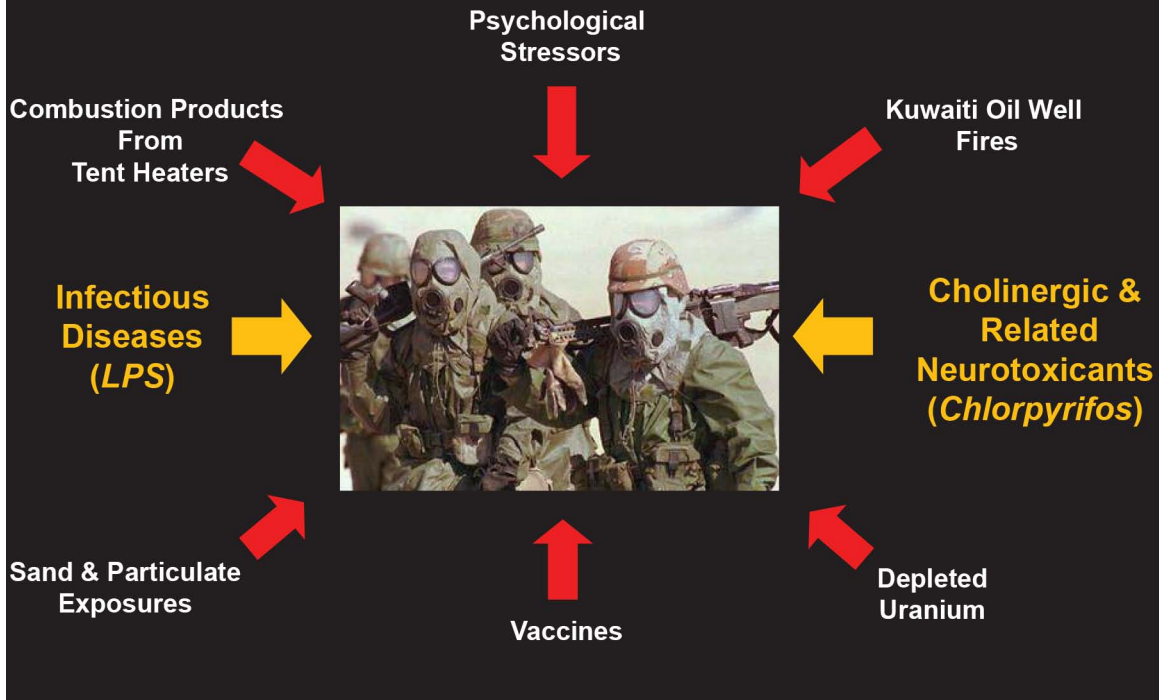 Psychological
Stressors
Combustion Products
From
Tent Heaters
Kuwaiti Oil Well
Fires
Infectious
Diseases
(LPS)
Cholinergic &
Related
Neurotoxicants
(Chlorpyrifos)
Sand & Particulate
Exposures
Vaccines
Depleted
Uranium